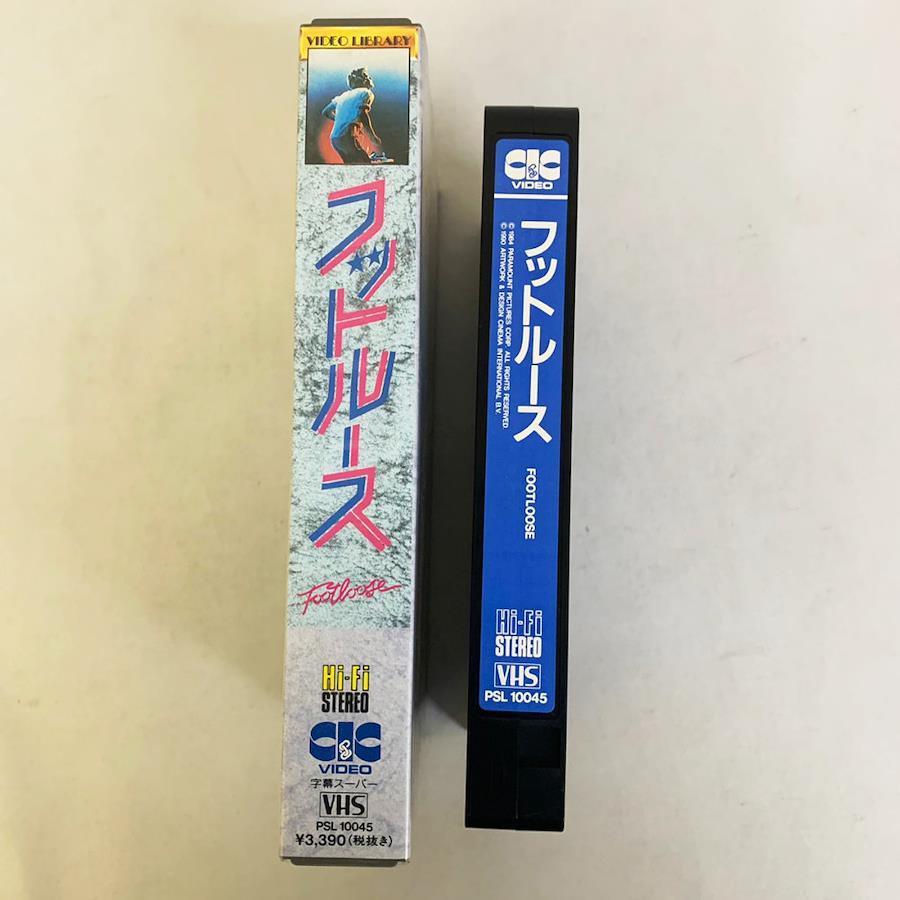 VIDEO LIBRARY
フットルース
Footloose
Hi-Fi
STEREO
CIC
VIDEO
字幕スーパー
VHS
PSL 10045
¥3,390(税抜き)
CIC
VIDEO
フットルース
© 1984 PARAMOUNT PICTURES CORP. ALL RIGHTS RESERVED
© 1990 ARTWORK & DESIGN CINEMA INTERNATIONAL B.V.
FOOTLOOSE
Hi-Fi
STEREO
VHS
PSL 10045